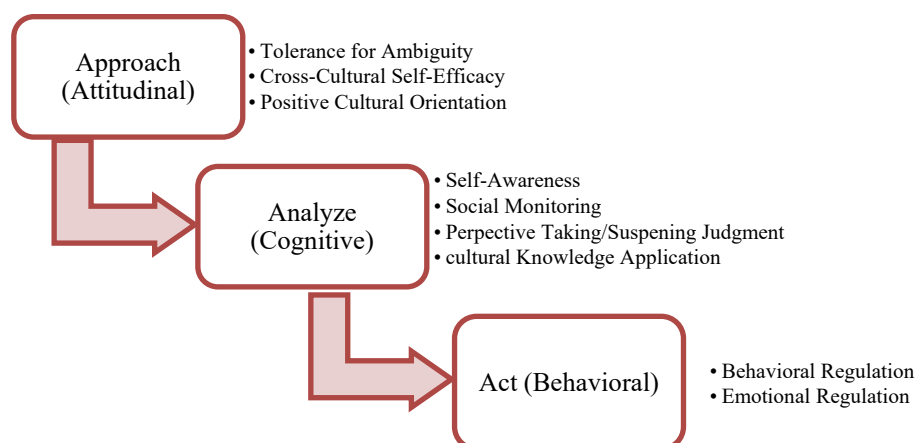 Approach
(Attitudinal)
• Tolerance for Ambiguity
• Cross-Cultural Self-Efficacy
• Positive Cultural Orientation
Analyze
(Cognitive)
• Self-Awareness
• Social Monitoring
• Perpective Taking/Suspening Judgment
• cultural Knowledge Application
Act (Behavioral)
• Behavioral Regulation
• Emotional Regulation